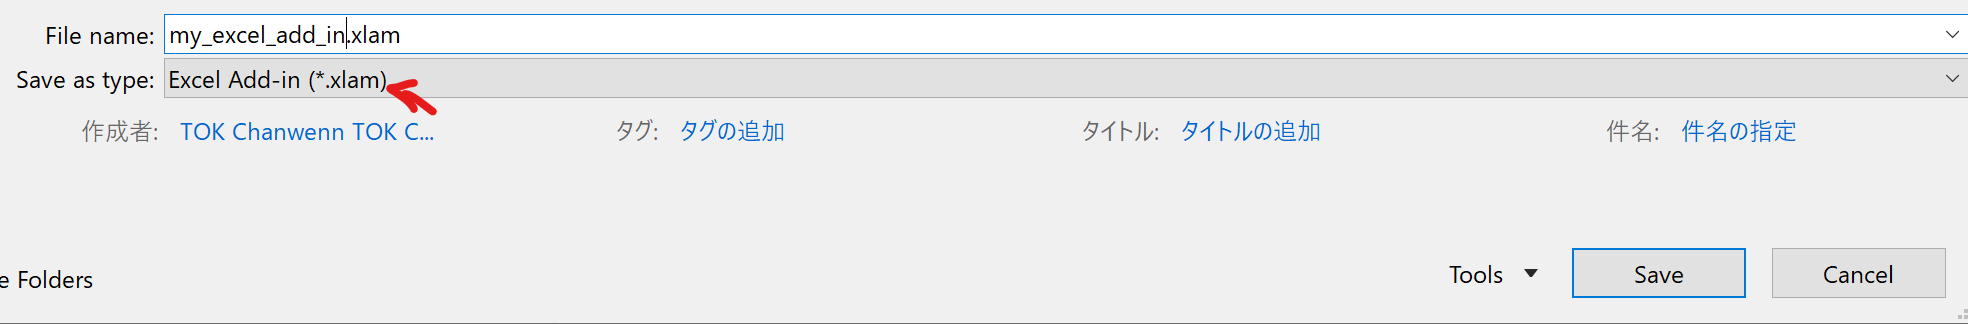 File name: my_excel_add_in.xlam
Save as type: Excel Add-in (*.xlam)
作成者: TOK Chanwenn TOK C... タグ: タグの追加 タイトル: タイトルの追加 件名: 件名の指定
e Folders Tools Save Cancel